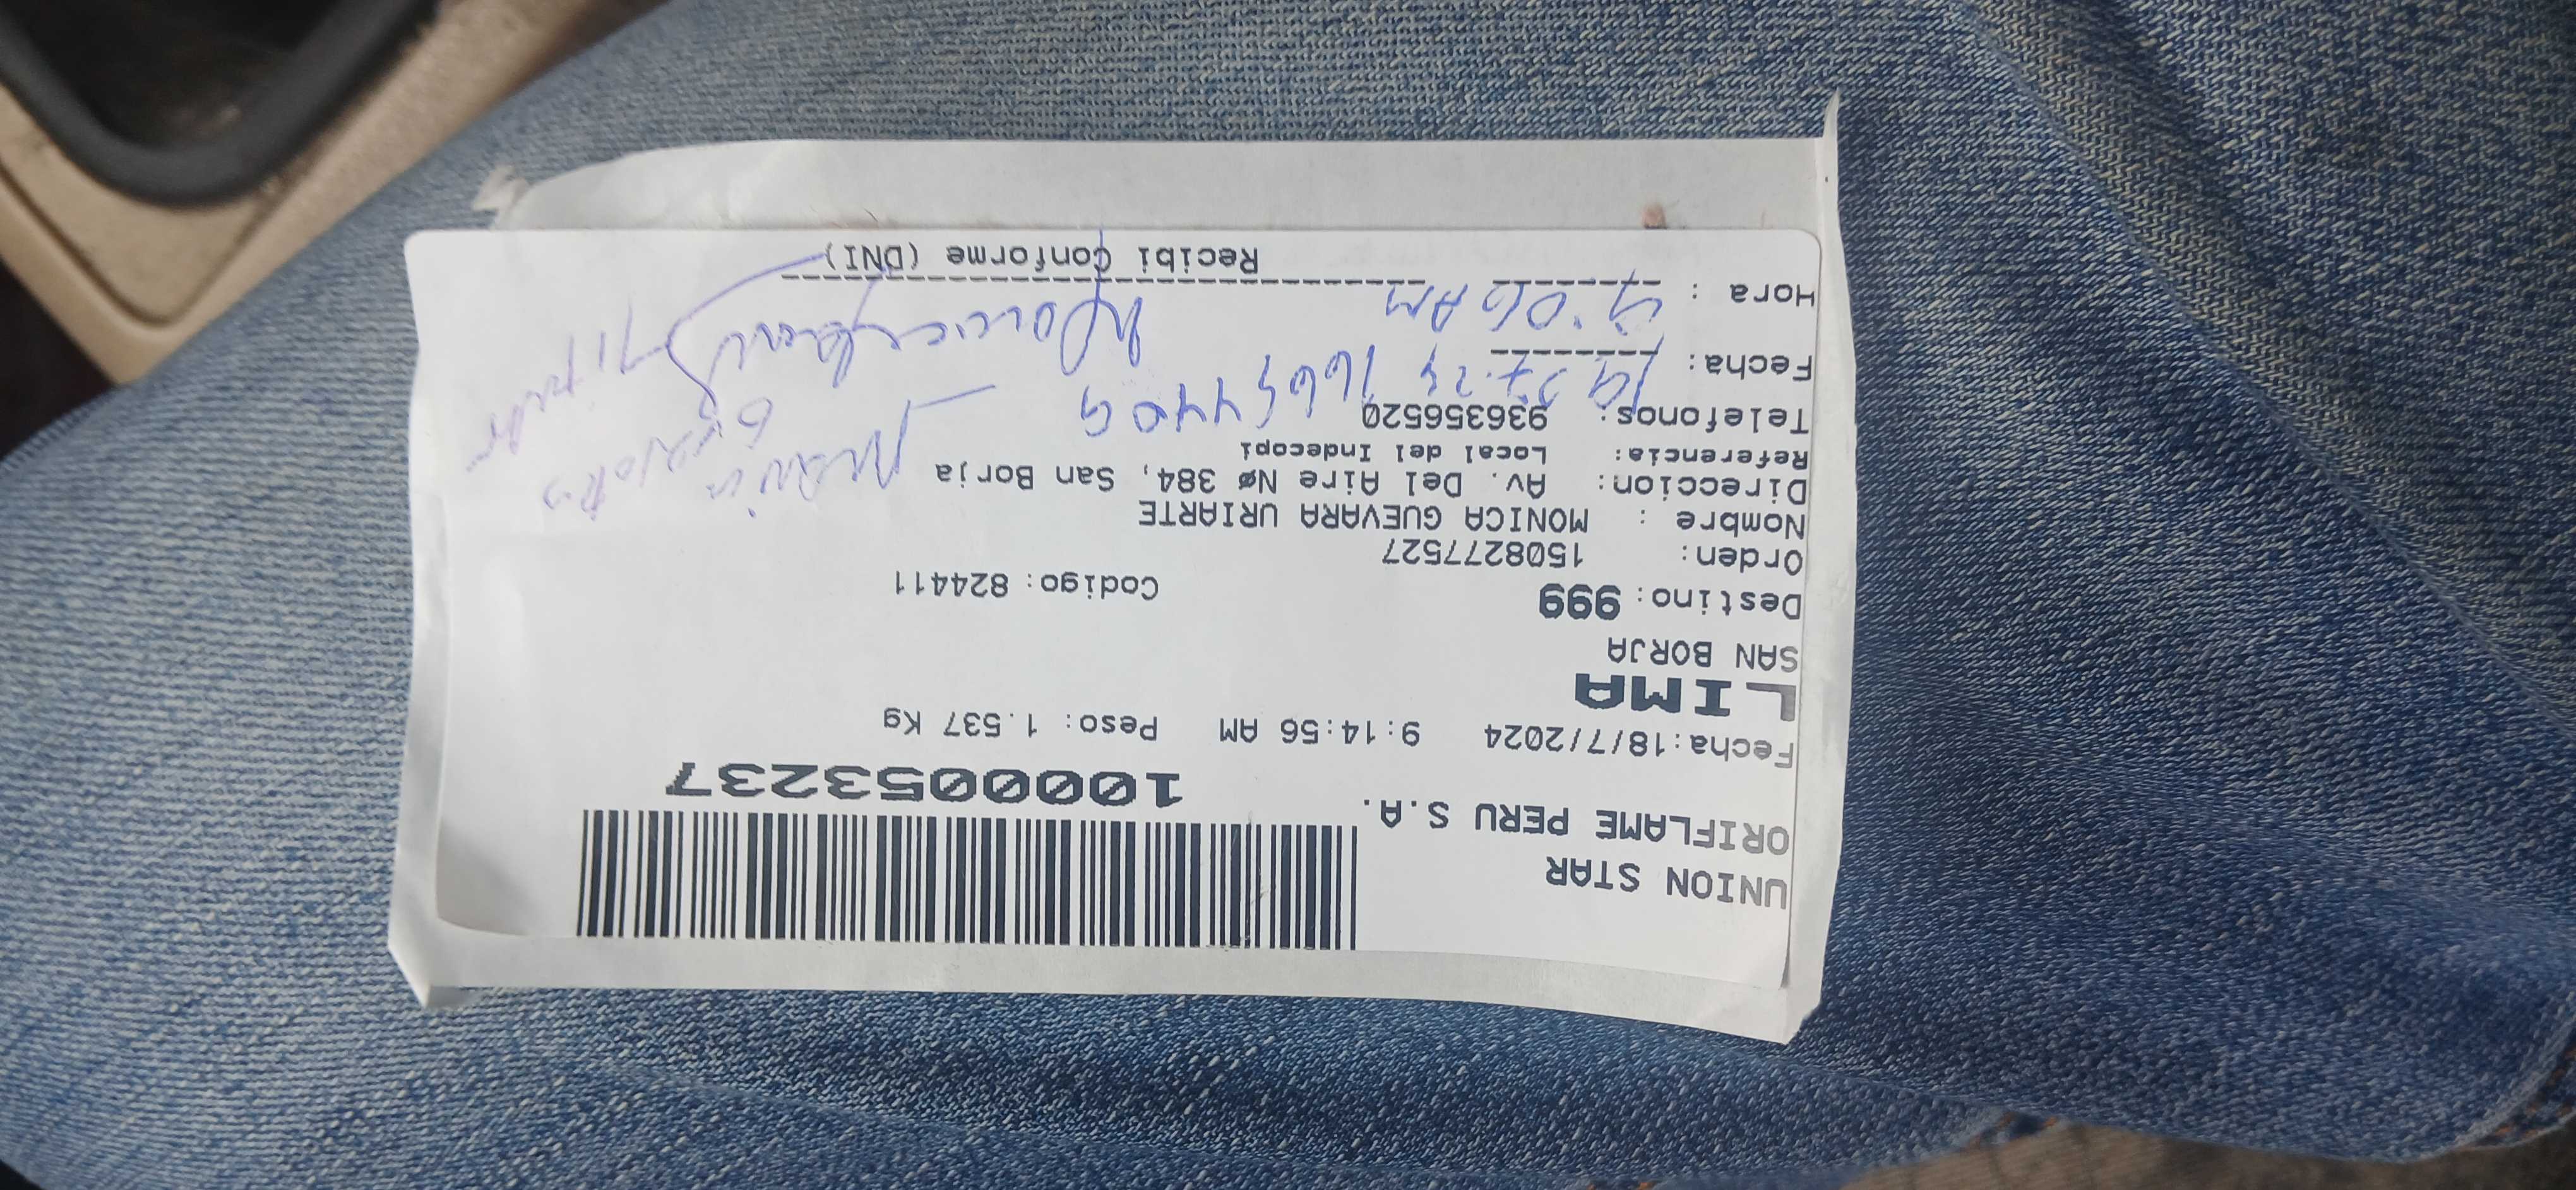 UNION STAR
ORIFLAME PERU S.A.
1000053237
Fecha:18/7/2024 9:14:56 AM Peso: 1.537 Kg
LIMA
SAN BORJA
Destino: 999 Codigo: 824411
Orden: 1508277527
Nombre : MONICA GUEVARA URIARTE
Direccion: Av. Del Aire Nø 384, San Borja
Referencia: Local del Indecopi
Telefonos: 936356520
Fecha: 19.07.24
Hora : 9:06 AM
Recibi Conforme (DNI)